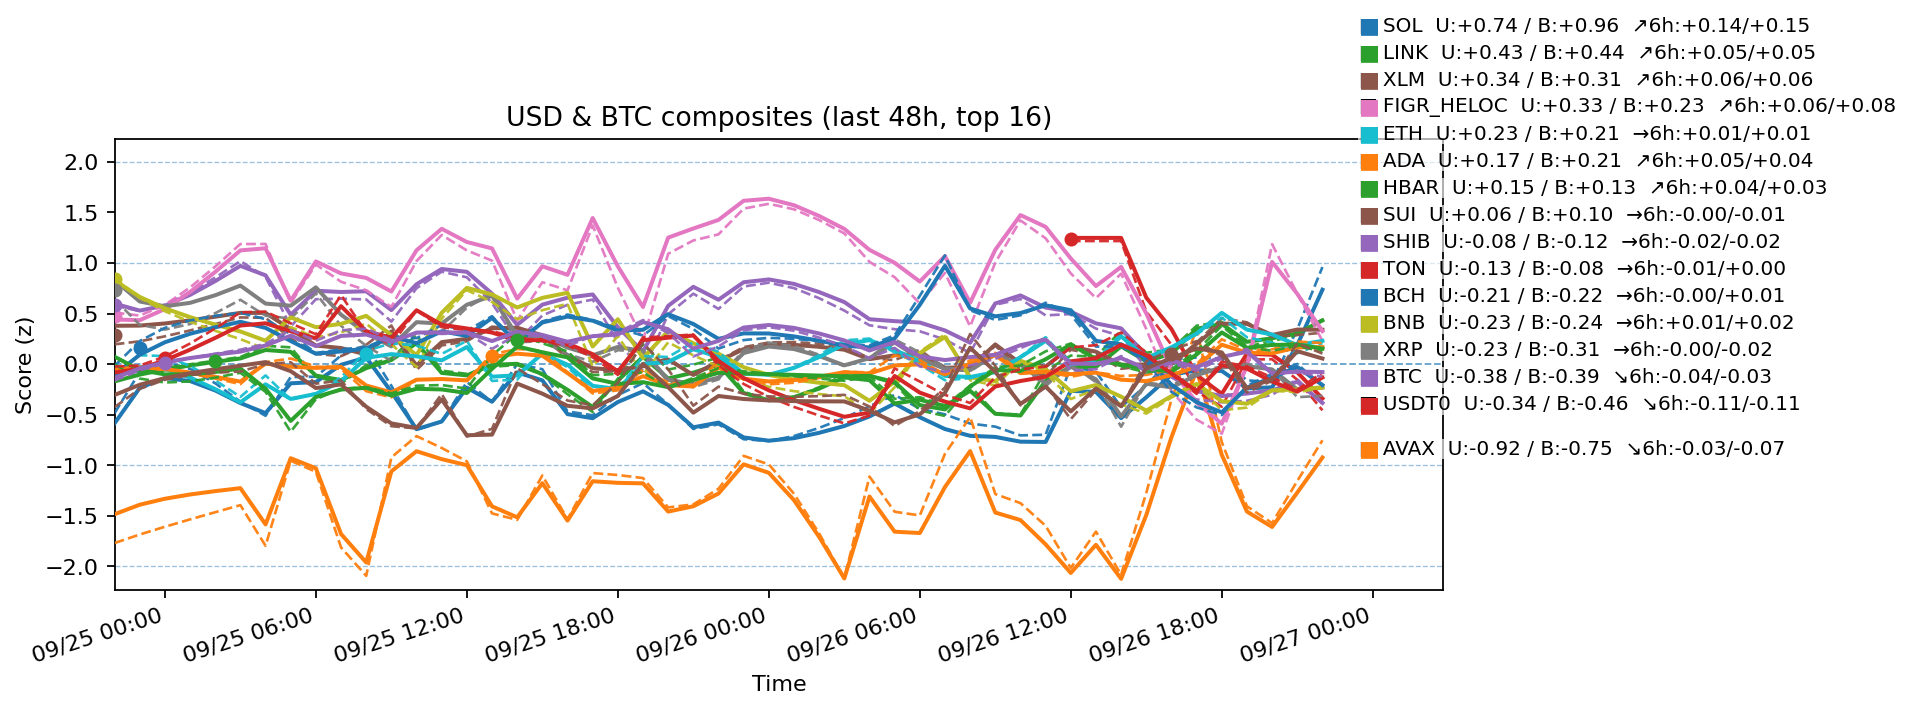 USD & BTC composites (last 48h, top 16)
SOL U:+0.74 / B:+0.96 ↗6h:+0.14/+0.15
LINK U:+0.43 / B:+0.44 ↗6h:+0.05/+0.05
XLM U:+0.34 / B:+0.31 ↗6h:+0.06/+0.06
FIGR_HELOC U:+0.33 / B:+0.23 ↗6h:+0.06/+0.08
ETH U:+0.23 / B:+0.21 →6h:+0.01/+0.01
ADA U:+0.17 / B:+0.21 ↗6h:+0.05/+0.04
HBAR U:+0.15 / B:+0.13 ↗6h:+0.04/+0.03
SUI U:+0.06 / B:+0.10 →6h:-0.00/-0.01
SHIB U:-0.08 / B:-0.12 →6h:-0.02/-0.02
TON U:-0.13 / B:-0.08 →6h:-0.01/+0.00
BCH U:-0.21 / B:-0.22 →6h:-0.00/+0.01
BNB U:-0.23 / B:-0.24 →6h:+0.01/+0.02
XRP U:-0.23 / B:-0.31 →6h:-0.00/-0.02
BTC U:-0.38 / B:-0.39 ↘6h:-0.04/-0.03
USDT0 U:-0.34 / B:-0.46 ↘6h:-0.11/-0.11
AVAX U:-0.92 / B:-0.75 ↘6h:-0.03/-0.07
Score (z)
2.0
1.5
1.0
0.5
0.0
−0.5
−1.0
−1.5
−2.0
09/25 00:00
09/25 06:00
09/25 12:00
09/25 18:00
09/26 00:00
09/26 06:00
09/26 12:00
09/26 18:00
09/27 00:00
Time